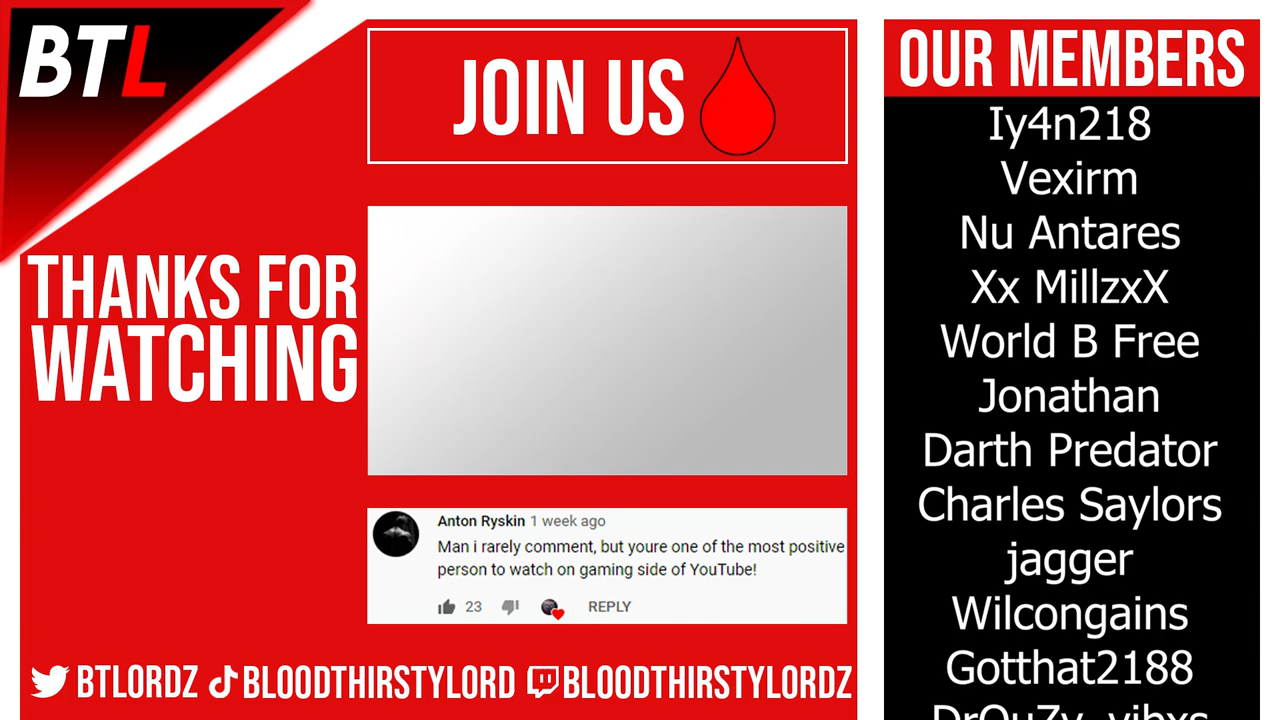 BTL
JOIN US
THANKS FOR
WATCHING
Anton Ryskin 1 week ago
Man i rarely comment, but youre one of the most positive
person to watch on gaming side of YouTube!
23 REPLY
BTLORDZ BLOODTHIRSTYLORD BLOODTHIRSTYLORDZ
OUR MEMBERS
Iy4n218
Vexirm
Nu Antares
Xx MillzxX
World B Free
Jonathan
Darth Predator
Charles Saylors
jagger
Wilcongains
Gotthat2188